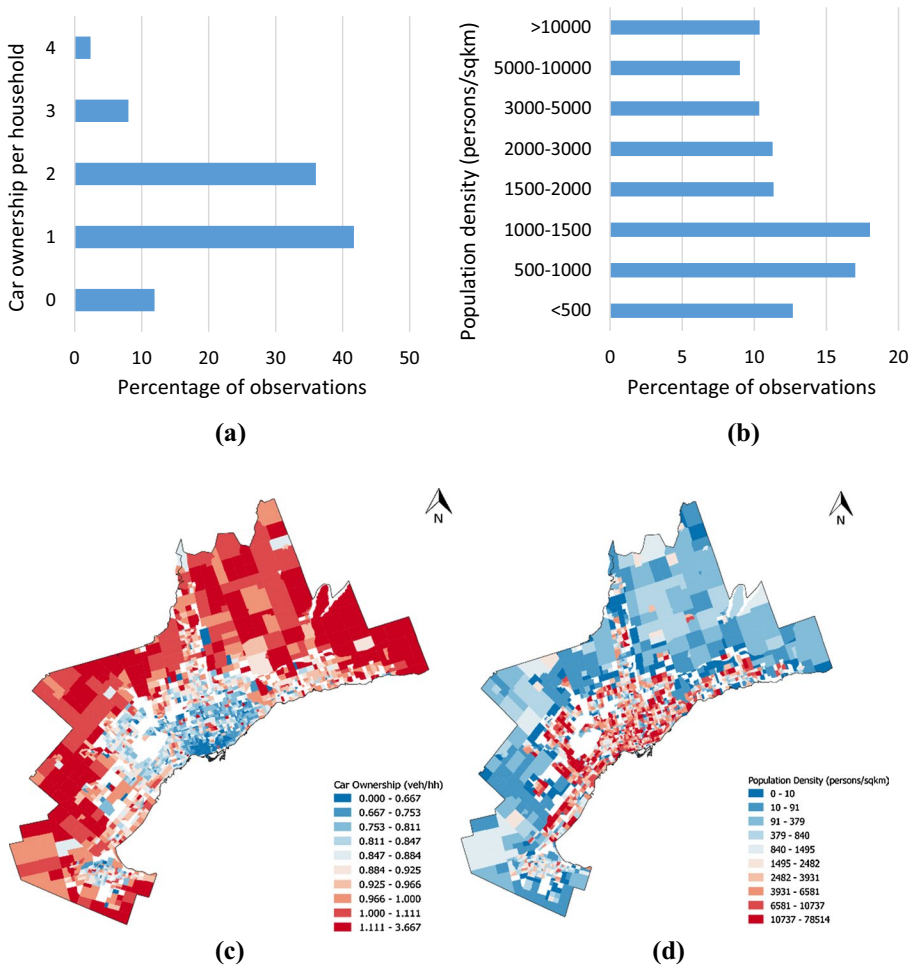 Car ownership per household
4
3
2
1
0
0 10 20 30 40 50
Percentage of observations
(a)
Population density (persons/sqkm)
>10000
5000-10000
3000-5000
2000-3000
1500-2000
1000-1500
500-1000
<500
0 5 10 15 20
Percentage of observations
(b)
N
Car Ownership (veh/hh)
0.000 - 0.667
0.667 - 0.753
0.753 - 0.811
0.811 - 0.847
0.847 - 0.884
0.884 - 0.925
0.925 - 0.966
0.966 - 1.000
1.000 - 1.111
1.111 - 3.667
(c)
N
Population Density (persons/sqkm)
0 - 10
10 - 91
91 - 379
379 - 840
840 - 1495
1495 - 2482
2482 - 3931
3931 - 6581
6581 - 10737
10737 - 78514
(d)